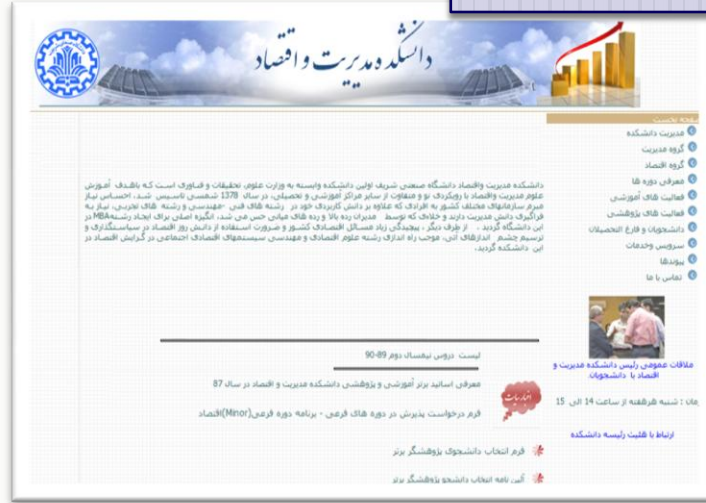 دانشکده مدیریت و اقتصاد
صفحه نخست
مدیریت دانشکده
گروه مدیریت
گروه اقتصاد
معرفی دوره ها
فعالیت های آموزشی
فعالیت های پژوهشی
دانشجویان و فارغ التحصیلان
سرویس وخدمات
پیوندها
تماس با ما
ملاقات عمومی رئیس دانشکده مدیریت و
اقتصاد با دانشجویان.
زمان : شنبه هرهفته از ساعت 14 الی 15
ارتباط با هئیت رئیسه دانشکده
دانشکده مدیریت واقتصاد دانشگاه صنعتی شریف اولین دانشکده وابسته به وزارت علوم، تحقیقات و فناوری است که باهدف آموزش
علوم مدیریت واقتصاد با رویکردی نو و متفاوت از سایر مراکز آموزشی و تحصیلی، در سال 1378 شمسی تاسیس شد. احساس نیاز
مبرم سازمانهای مختلف کشور به افرادی که علاوه بر دانش کاربردی خود در رشته های فنی -مهندسی و رشته های تجربی، نیاز به
فراگیری دانش مدیریت دارند و خلائی که توسط مدیران رده بالا و رده های میانی حس می شد، انگیزه اصلی برای ایجاد رشتهMBA در
این دانشگاه گردید . از طرف دیگر ، پیچیدگی زیاد مسائل اقتصادی کشور و ضرورت استفاده از دانش روز اقتصاد در سیاستگذاری و
ترسیم چشم اندازهای آتی، موجب راه اندازی رشته علوم اقتصادی و مهندسی سیستمهای اقتصادی اجتماعی در گرایش اقتصاد در
این دانشکده گردید.
لیست دروس نیمسال دوم 89-90
معرفی اساتید برتر آموزشی و پژوهشی دانشکده مدیریت و اقتصاد در سال 87
اخبار سایت
فرم درخواست پذیرش در دوره های فرعی - برنامه دوره فرعی(Minor)اقتصاد
فرم انتخاب دانشجوی پژوهشگر برتر
آئین نامه انتخاب دانشجو پژوهشگر برتر